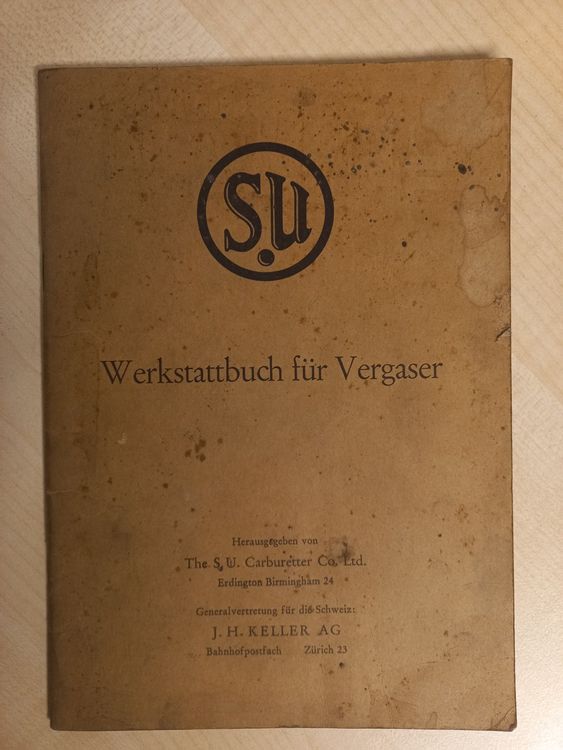 S.U
Werkstattbuch für Vergaser
Herausgegeben von
The S. U. Carburetter Co. Ltd.
Erdington Birmingham 24
Generalvertretung für die Schweiz:
J. H. KELLER AG
Bahnhofpostfach Zürich 23